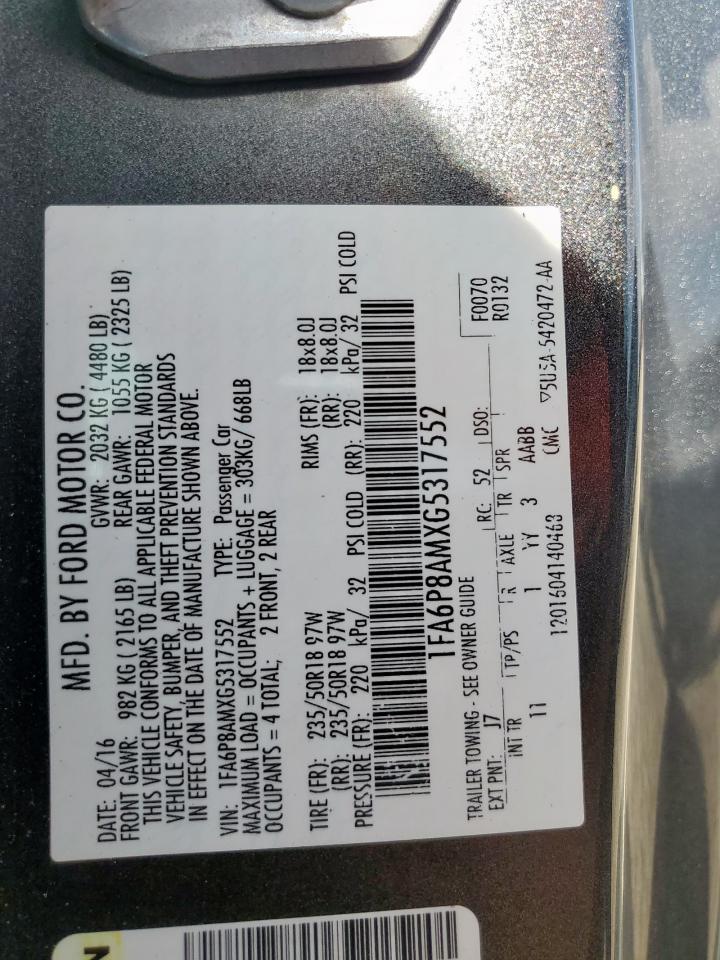 MFD. BY FORD MOTOR CO.
DATE: 04/16 GVWR: 2032 KG ( 4480 LB)
FRONT GAWR: 982 KG ( 2165 LB) REAR GAWR: 1055 KG ( 2325 LB)
THIS VEHICLE CONFORMS TO ALL APPLICABLE FEDERAL MOTOR
VEHICLE SAFETY, BUMPER, AND THEFT PREVENTION STANDARDS
IN EFFECT ON THE DATE OF MANUFACTURE SHOWN ABOVE.
VIN: 1FA6P8AMXG5317552 TYPE: Passenger Car
MAXIMUM LOAD = OCCUPANTS + LUGGAGE = 303KG/ 668LB
OCCUPANTS = 4 TOTAL; 2 FRONT, 2 REAR
TIRE (FR): 235/50R18 97W RIMS (FR): 18x8.0J
(RR): 235/50R18 97W (RR): 18x8.0J
PRESSURE (FR): 220 kPa/ 32 PSI COLD (RR): 220 kPa/ 32 PSI COLD
1FA6P8AMXG5317552
TRAILER TOWING - SEE OWNER GUIDE
EXT PNT: J7 RC: 52 DSO: F0070
R0132
INT TR TP/PS R AXLE TR SPR
11 1 YY 3 AABB
1201604140463 CMC ▽5U5A-5420472-AA
N